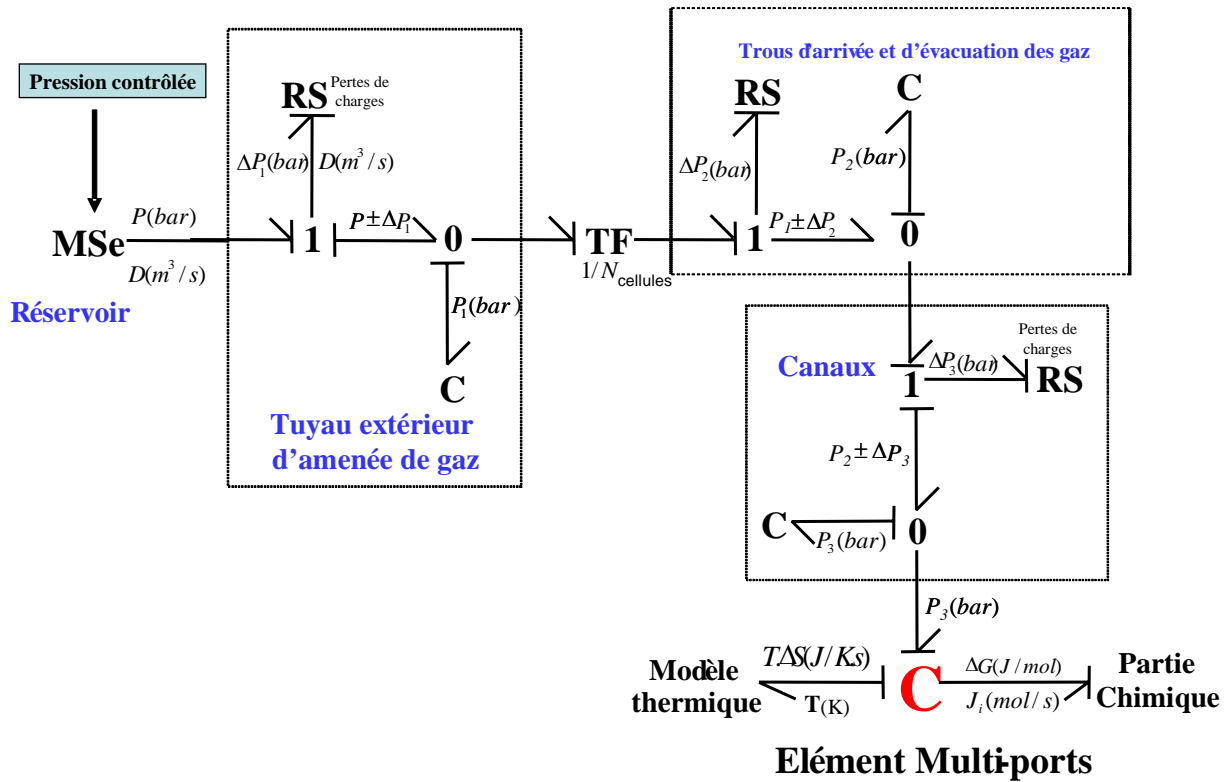 Pression contrôlée
RS
Pertes de
charges
ΔP₁(bar)
D(m³/s)
P(bar)
MSe
D(m³/s)
Réservoir
1
P±ΔP₁
0
P₁(bar)
C
Tuyau extérieur
d'amenée de gaz
TF
1/N cellules
Trous d'arrivée et d'évacuation des gaz
RS
C
ΔP₂(bar)
P₂(bar)
1
P₁±ΔP₂
0
Pertes de
charges
Canaux
1
ΔP₃(bar)
RS
P₂±ΔP₃
C
P₃(bar)
0
P₃(bar)
Modèle
thermique
TΔS(J/Ks)
T(K)
C
ΔG(J/mol)
J_i(mol/s)
Partie
Chimique
Elément Multi-ports